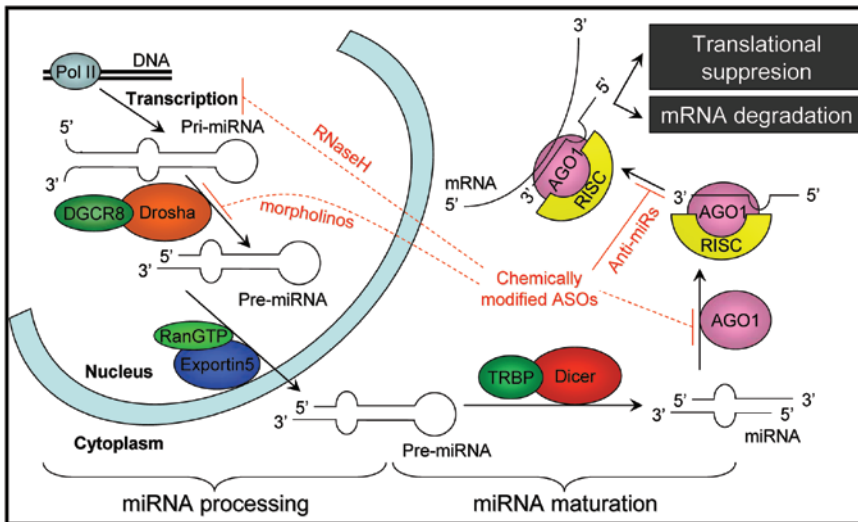 Pol II
DNA
Transcription
Pri-miRNA
5’
3’
DGCR8
Drosha
RNaseH
morpholinos
5’
3’
Pre-miRNA
RanGTP
Exportin5
Nucleus
Cytoplasm
5’
3’
Pre-miRNA
TRBP
Dicer
5’
3’
3’
5’
miRNA
AGO1
Chemically
modified ASOs
Anti-miRs
3’
5’
AGO1
RISC
3’
5’
mRNA
5’
3’
AGO1
RISC
Translational
suppresion
mRNA degradation
miRNA processing
miRNA maturation